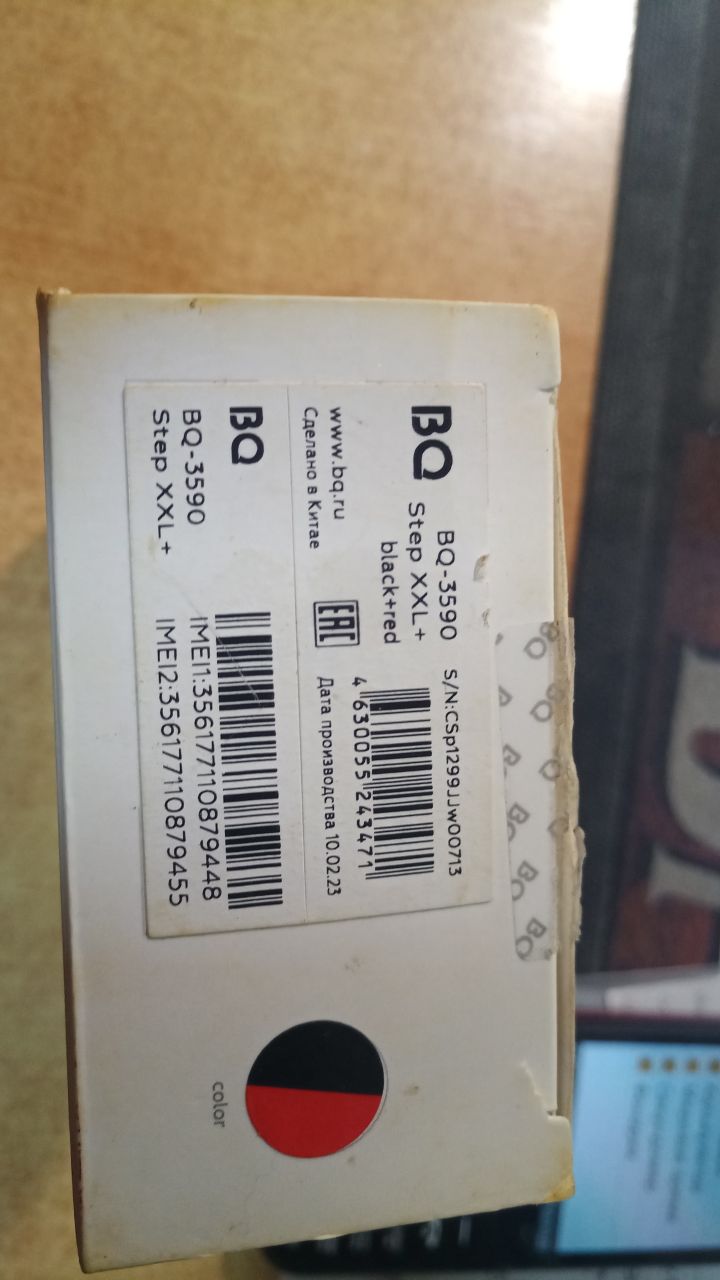 BQ
BQ-3590
Step XXL+
black+red
S/N:CSp1299JJw00713
4 630055 243471
www.bq.ru
Сделано в Китае
EAC
Дата производства 10.02.23
BQ
BQ-3590
Step XXL+
IMEI1:356177110879448
IMEI2:356177110879455
color